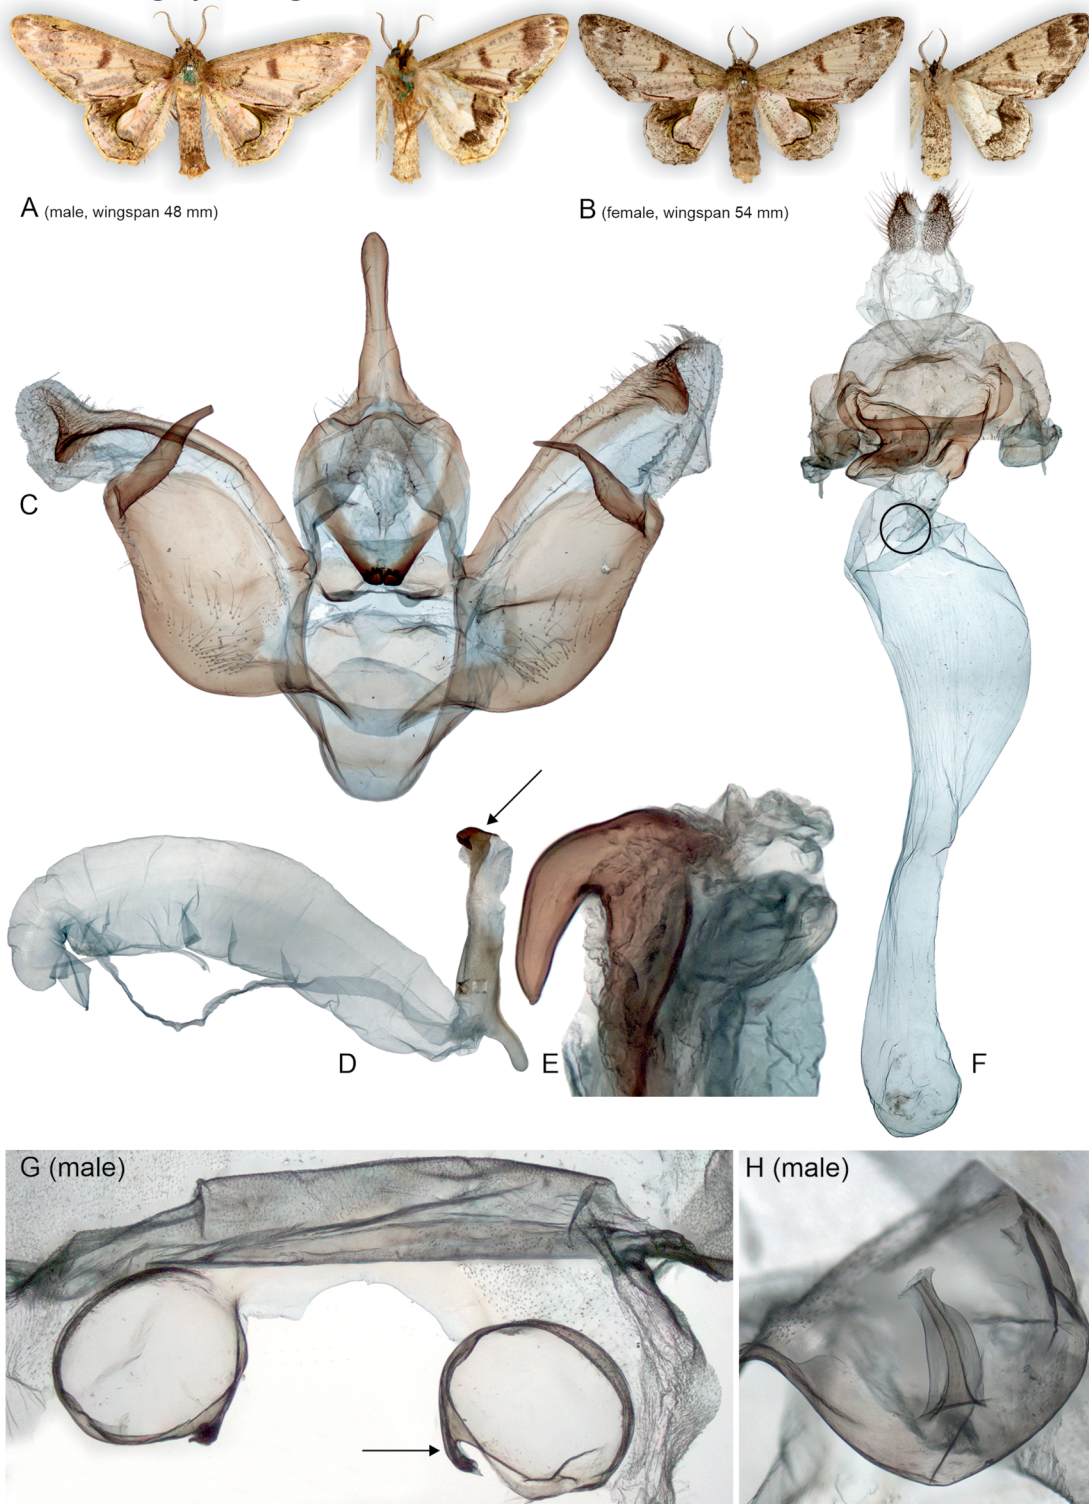 A (male, wingspan 48 mm)
B (female, wingspan 54 mm)
C
D
E
F
G (male)
H (male)